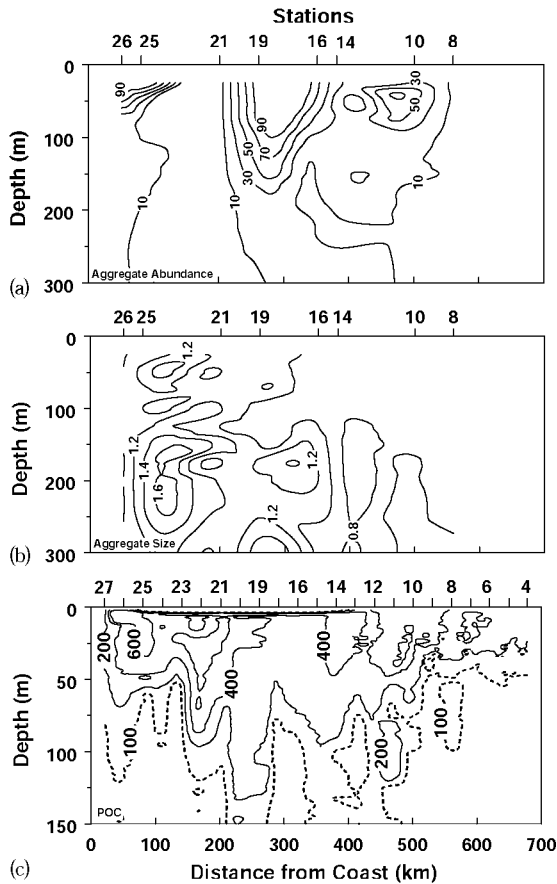 Stations
26 25 21 19 16 14 10 8
0
100
200
300
Depth (m)
90
10
10
90
70
50
30
30
50
10
Aggregate Abundance
(a)
26 25 21 19 16 14 10 8
0
100
200
300
Depth (m)
1.2
1.2
1.4
1.6
1.2
1.2
0.8
Aggregate Size
(b)
27 25 23 21 19 17 16 14 12 10 8 6 4
0
50
100
150
Depth (m)
200
600
400
400
100
200
100
POC
(c)
0 100 200 300 400 500 600 700
Distance from Coast (km)